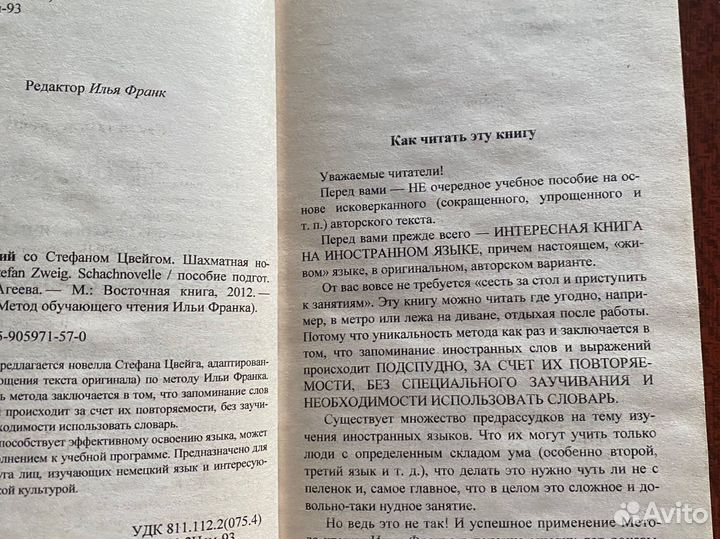 и-93
Редактор Илья Франк
ий со Стефаном Цвейгом. Шахматная но-
efan Zweig. Schachnovelle / пособие подгот.
Агеева.— М.: Восточная книга, 2012.—
Метод обучающего чтения Ильи Франка).
5-905971-57-0
редлагается новелла Стефана Цвейга, адаптирован-
ощения текста оригинала) по методу Ильи Франка.
ь метода заключается в том, что запоминание слов
й происходит за счет их повторяемости, без заучи-
ходимости использовать словарь.
способствует эффективному освоению языка, может
олнением к учебной программе. Предназначено для
уга лиц, изучающих немецкий язык и интересую-
кой культурой.
УДК 811.112.2(075.4)
93
Как читать эту книгу
Уважаемые читатели!
Перед вами — НЕ очередное учебное пособие на ос-
нове исковерканного (сокращенного, упрощенного и
т. п.) авторского текста.
Перед вами прежде всего — ИНТЕРЕСНАЯ КНИГА
НА ИНОСТРАННОМ ЯЗЫКЕ, причем настоящем, «жи-
вом» языке, в оригинальном, авторском варианте.
От вас вовсе не требуется «сесть за стол и приступить
к занятиям». Эту книгу можно читать где угодно, напри-
мер, в метро или лежа на диване, отдыхая после работы.
Потому что уникальность метода как раз и заключается в
том, что запоминание иностранных слов и выражений
происходит ПОДСПУДНО, ЗА СЧЕТ ИХ ПОВТОРЯЕ-
МОСТИ, БЕЗ СПЕЦИАЛЬНОГО ЗАУЧИВАНИЯ И
НЕОБХОДИМОСТИ ИСПОЛЬЗОВАТЬ СЛОВАРЬ.
Существует множество предрассудков на тему изу-
чения иностранных языков. Что их могут учить только
люди с определенным складом ума (особенно второй,
третий язык и т. д.), что делать это нужно чуть ли не с
пеленок и, самое главное, что в целом это сложное и до-
вольно-таки нудное занятие.
Но ведь это не так! И успешное применение Мето-
Avito